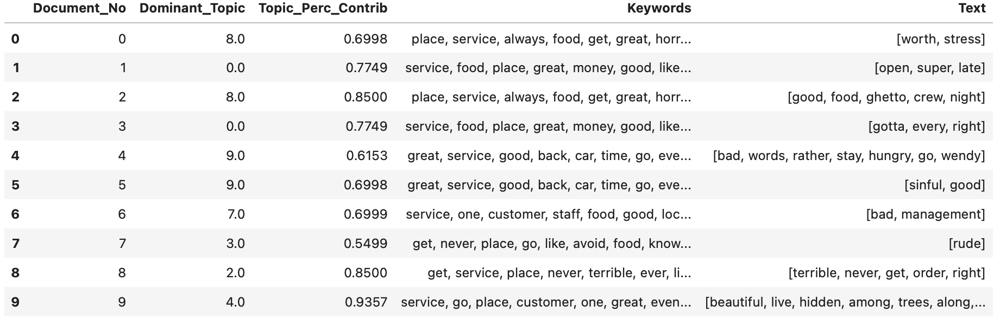 Document_No Dominant_Topic Topic_Perc_Contrib Keywords Text
0 0 8.0 0.6998 place, service, always, food, get, great, horr... [worth, stress]
1 1 0.0 0.7749 service, food, place, great, money, good, like... [open, super, late]
2 2 8.0 0.8500 place, service, always, food, get, great, horr... [good, food, ghetto, crew, night]
3 3 0.0 0.7749 service, food, place, great, money, good, like... [gotta, every, right]
4 4 9.0 0.6153 great, service, good, back, car, time, go, eve... [bad, words, rather, stay, hungry, go, wendy]
5 5 9.0 0.6998 great, service, good, back, car, time, go, eve... [sinful, good]
6 6 7.0 0.6999 service, one, customer, staff, food, good, loc... [bad, management]
7 7 3.0 0.5499 get, never, place, go, like, avoid, food, know... [rude]
8 8 2.0 0.8500 get, service, place, never, terrible, ever, li... [terrible, never, get, order, right]
9 9 4.0 0.9357 service, go, place, customer, one, great, even... [beautiful, live, hidden, among, trees, along,...